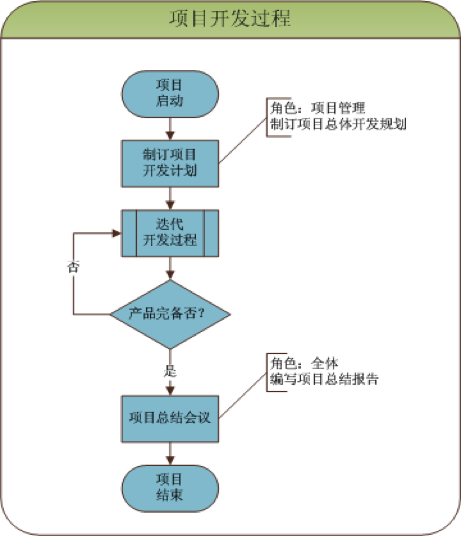 项目开发过程
项目
启动
角色：项目管理
制订项目总体开发规划
制订项目
开发计划
迭代
开发过程
否
产品完备否？
是
角色：全体
编写项目总结报告
项目总结会议
项目
结束